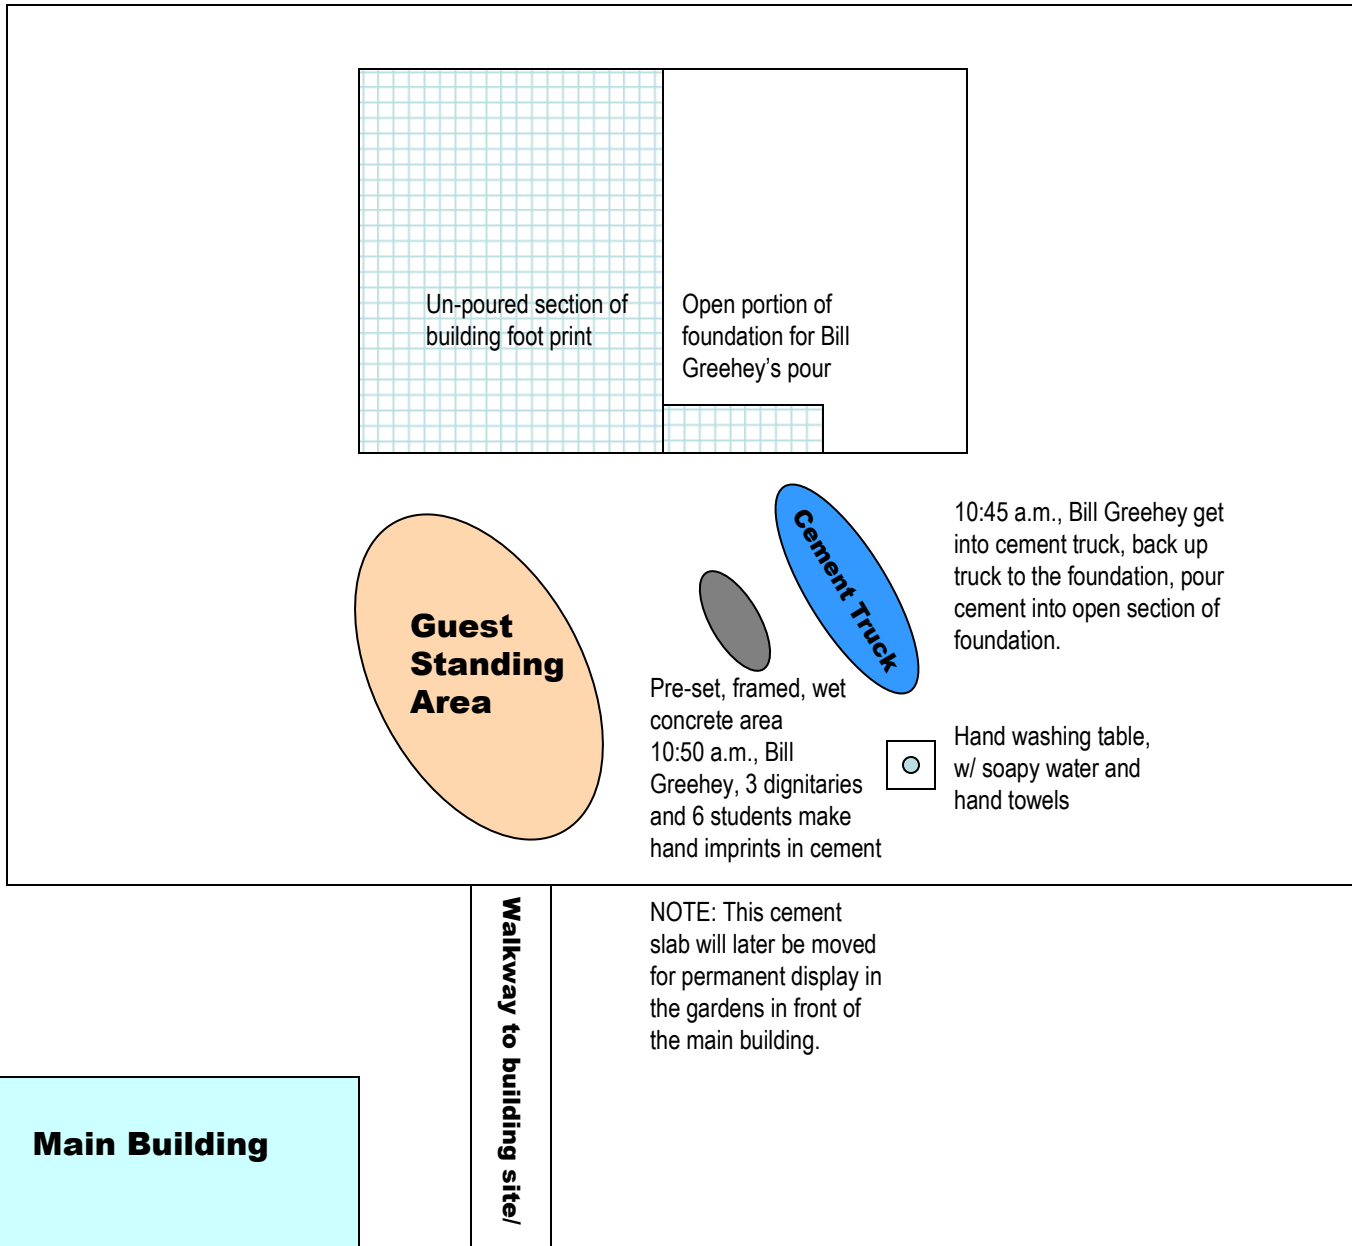 Un-poured section of
building foot print
Open portion of
foundation for Bill
Greehey’s pour
Cement Truck
10:45 a.m., Bill Greehey get
into cement truck, back up
truck to the foundation, pour
cement into open section of
foundation.
Guest
Standing
Area
Pre-set, framed, wet
concrete area
10:50 a.m., Bill
Greehey, 3 dignitaries
and 6 students make
hand imprints in cement
Hand washing table,
w/ soapy water and
hand towels
NOTE: This cement
slab will later be moved
for permanent display in
the gardens in front of
the main building.
Walkway to building site/
Main Building